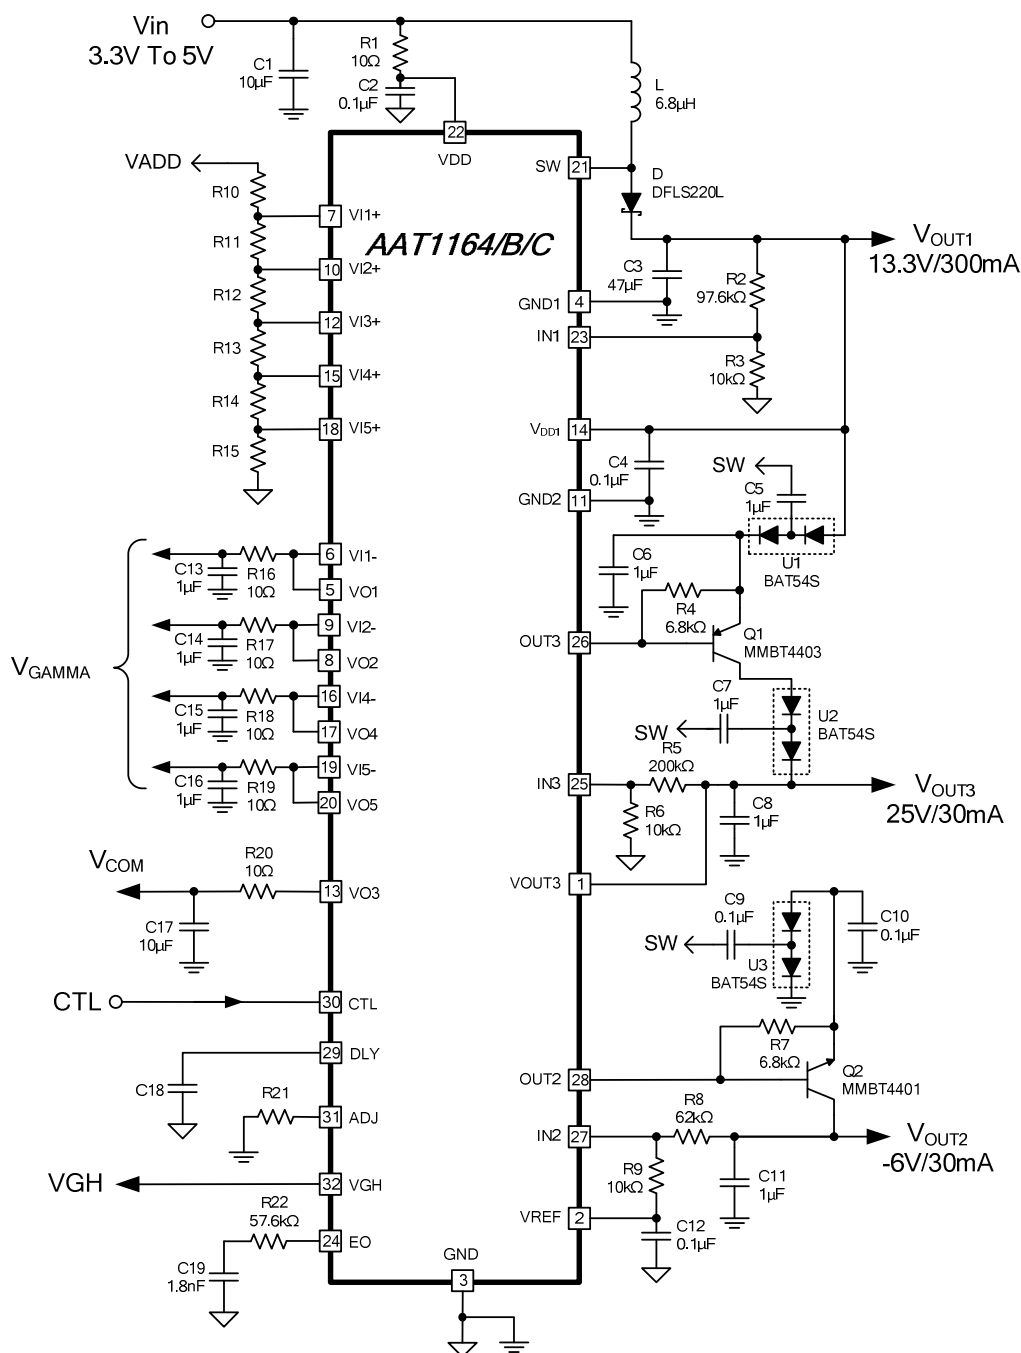 Vin
3.3V To 5V
C1
10µF
R1
10Ω
C2
0.1µF
L
6.8µH
22
VDD
VADD
R10
R11
R12
R13
R14
R15
7 VI1+
10 VI2+
12 VI3+
15 VI4+
18 VI5+
AAT1164/B/C
SW 21
D
DFLS220L
VOUT1
13.3V/300mA
C3
47µF
R2
97.6kΩ
GND1 4
IN1 23
R3
10kΩ
VDD1 14
C4
0.1µF
GND2 11
SW
C5
1µF
U1
BAT54S
C6
1µF
R4
6.8kΩ
OUT3 26
Q1
MMBT4403
C7
1µF
SW
U2
BAT54S
R5
200kΩ
IN3 25
R6
10kΩ
C8
1µF
VOUT3
25V/30mA
VOUT3 1
C9
0.1µF
SW
U3
BAT54S
C10
0.1µF
R7
6.8kΩ
OUT2 28
Q2
MMBT4401
R8
62kΩ
IN2 27
VOUT2
-6V/30mA
R9
10kΩ
C11
1µF
VREF 2
C12
0.1µF
VGAMMA
6 VI1-
C13
1µF
R16
10Ω
5 VO1
9 VI2-
C14
1µF
R17
10Ω
8 VO2
16 VI4-
C15
1µF
R18
10Ω
17 VO4
19 VI5-
C16
1µF
R19
10Ω
20 VO5
VCOM
R20
10Ω
13 VO3
C17
10µF
CTL
30 CTL
29 DLY
C18
R21
31 ADJ
VGH
32 VGH
R22
57.6kΩ
24 EO
C19
1.8nF
GND
3